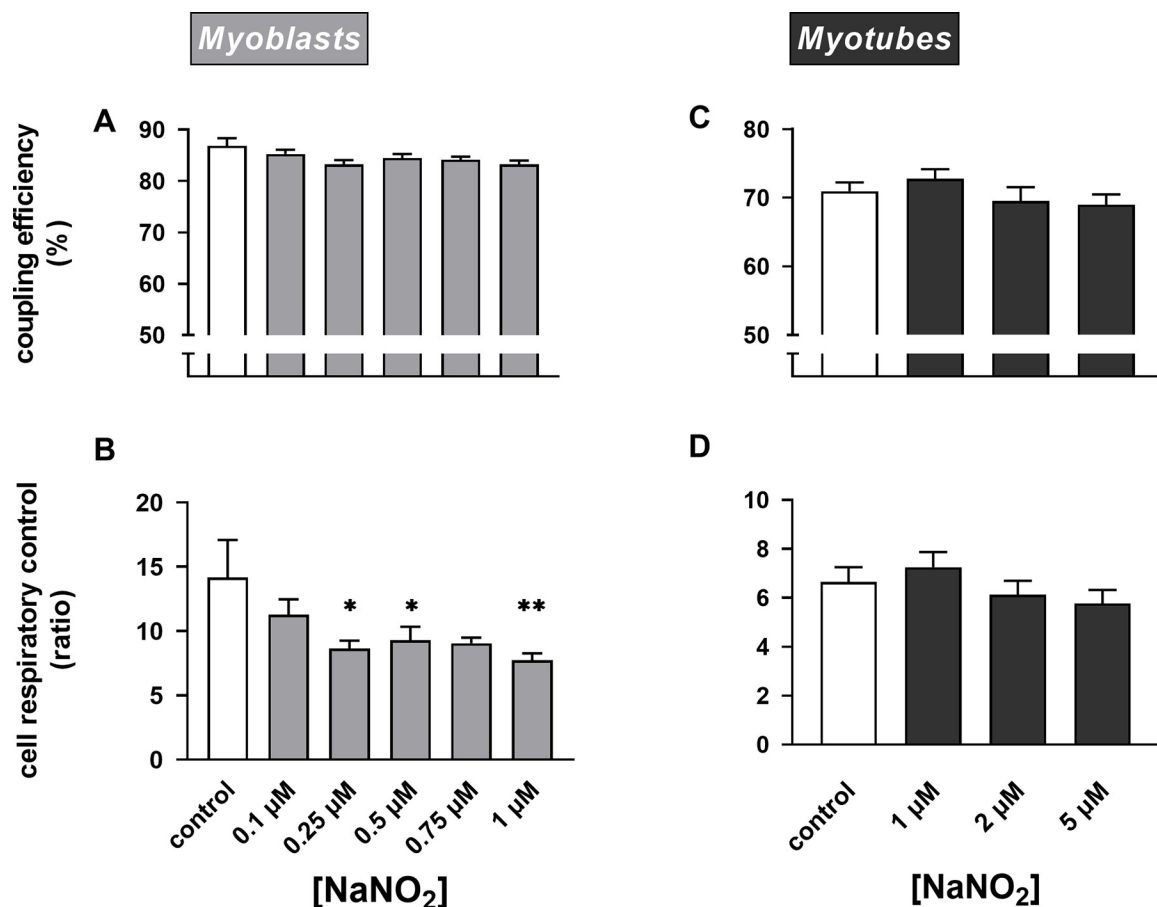 Myoblasts
Myotubes
A
coupling efficiency
(%)
90
80
70
60
50
C
80
70
60
50
B
cell respiratory control
(ratio)
20
15
10
5
0
*
*
**
control
0.1 µM
0.25 µM
0.5 µM
0.75 µM
1 µM
[NaNO₂]
D
10
8
6
4
2
0
control
1 µM
2 µM
5 µM
[NaNO₂]